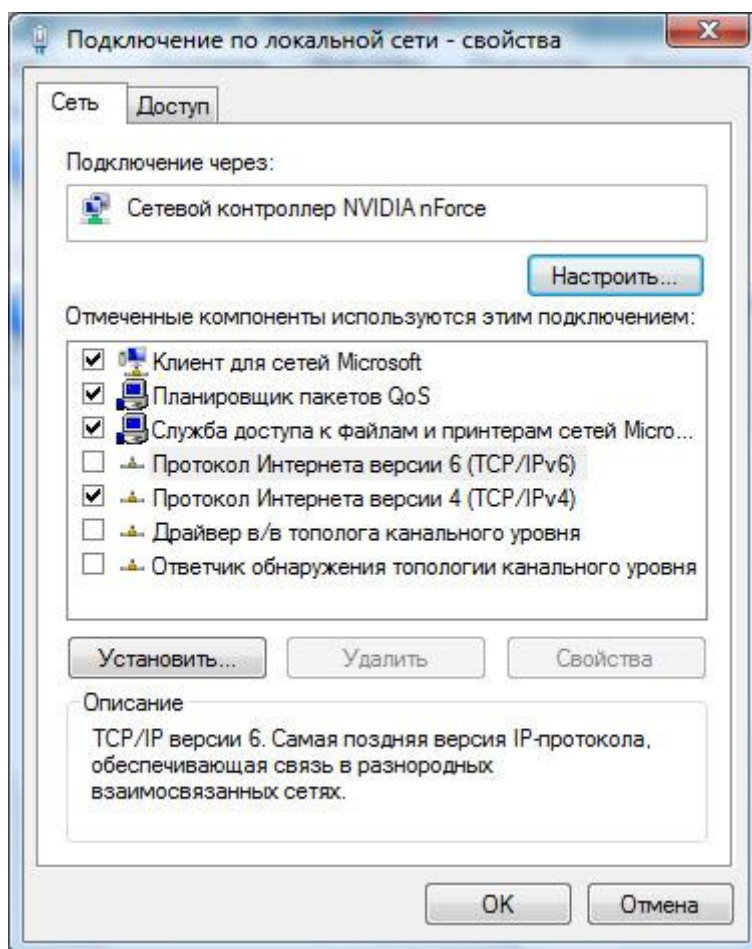 Подключение по локальной сети - свойства
Сеть
Доступ
Подключение через:
Сетевой контроллер NVIDIA nForce
Настроить...
Отмеченные компоненты используются этим подключением:
Клиент для сетей Microsoft
Планировщик пакетов QoS
Служба доступа к файлам и принтерам сетей Micro...
Протокол Интернета версии 6 (TCP/IPv6)
Протокол Интернета версии 4 (TCP/IPv4)
Драйвер в/в тополога канального уровня
Ответчик обнаружения топологии канального уровня
Установить...
Удалить
Свойства
Описание
TCP/IP версии 6. Самая поздняя версия IP-протокола,
обеспечивающая связь в разнородных
взаимосвязанных сетях.
OK
Отмена